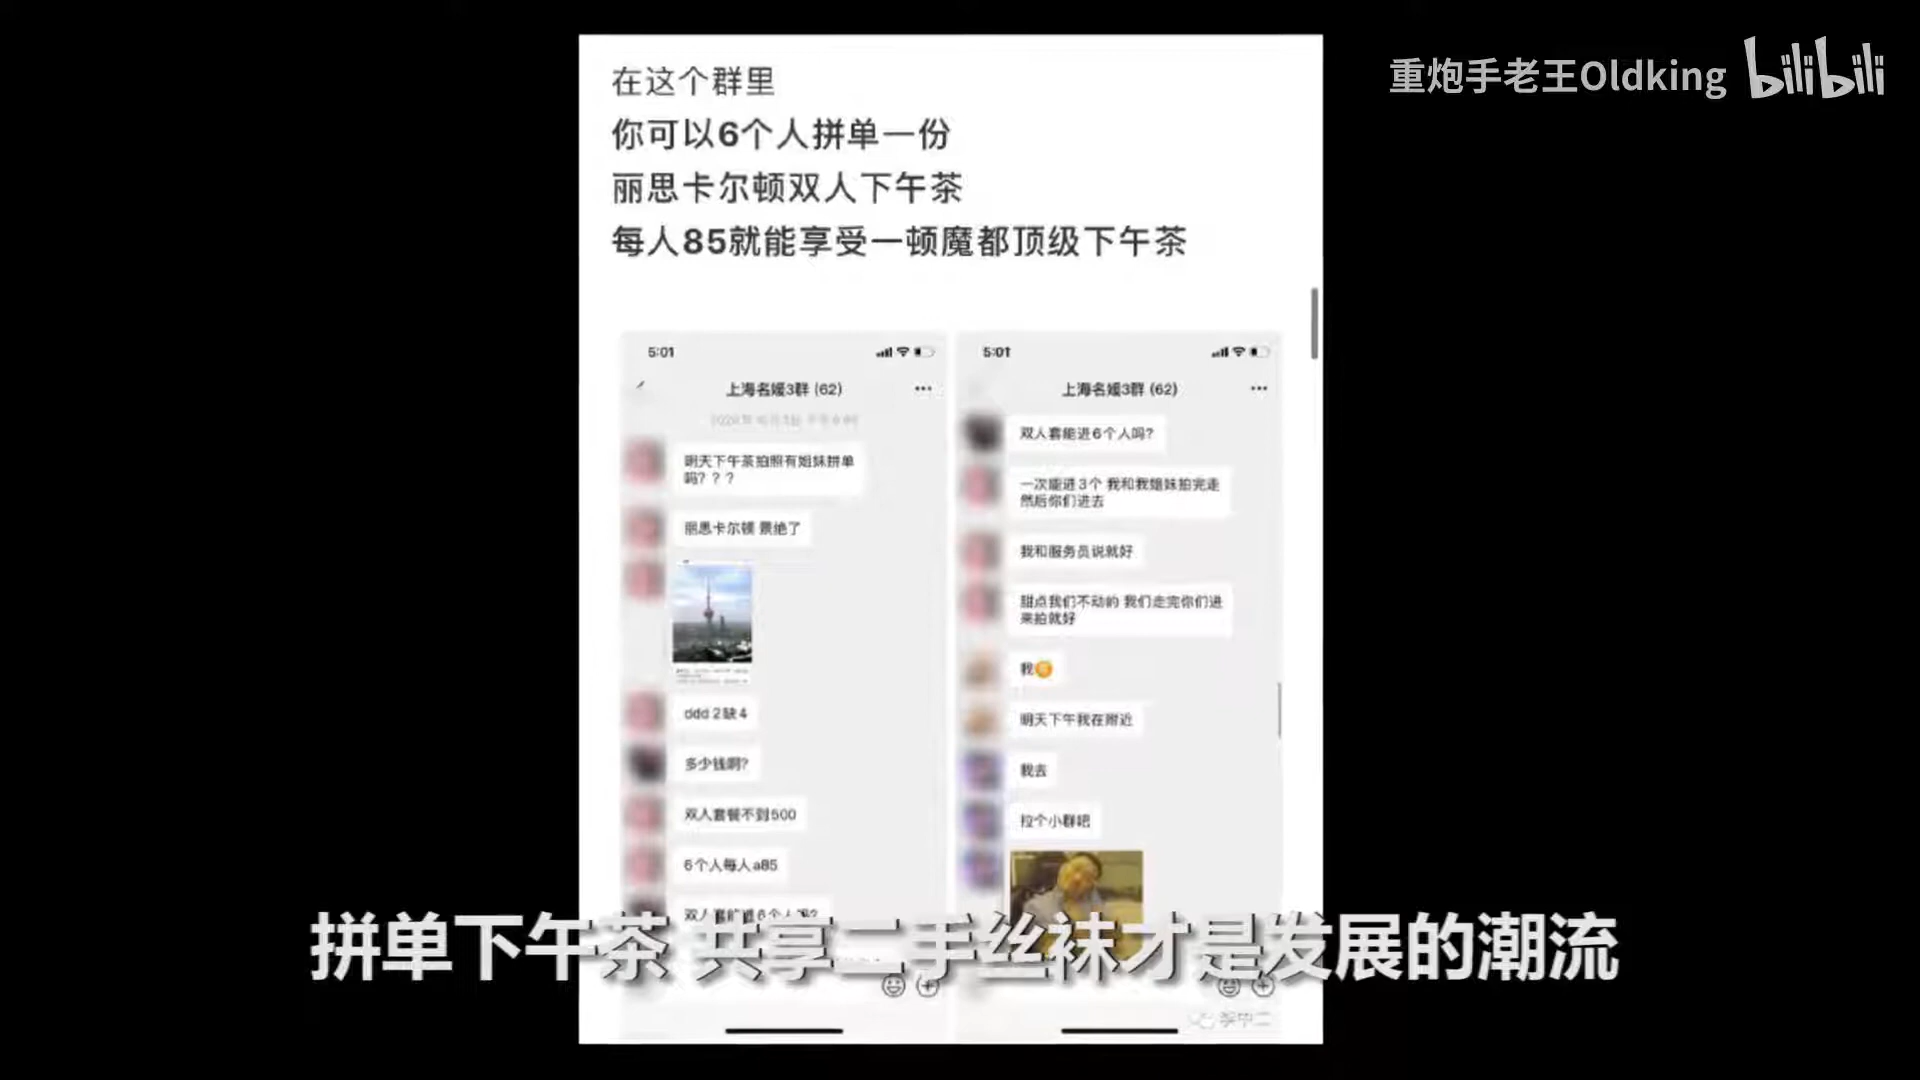 重炮手老王Oldking bilibili
在这个群里
你可以6个人拼单一份
丽思卡尔顿双人下午茶
每人85就能享受一顿魔都顶级下午茶
5:01
上海名媛3群 (62)
明天下午茶拍照有姐妹拼单
吗？？？
丽思卡尔顿 景绝了
ddd 2缺4
多少钱啊?
双人套餐不到500
6个人每人a85
双人套能进6个人吗?
5:01
上海名媛3群 (62)
双人套能进6个人吗?
一次能进3个 我和我姐妹拍完走
然后你们进去
我和服务员说就好
甜点我们不动的 我们走完你们进
来拍就好
我
明天下午我在附近
我去
拉个小群吧
拼单下午茶 共享二手丝袜才是发展的潮流